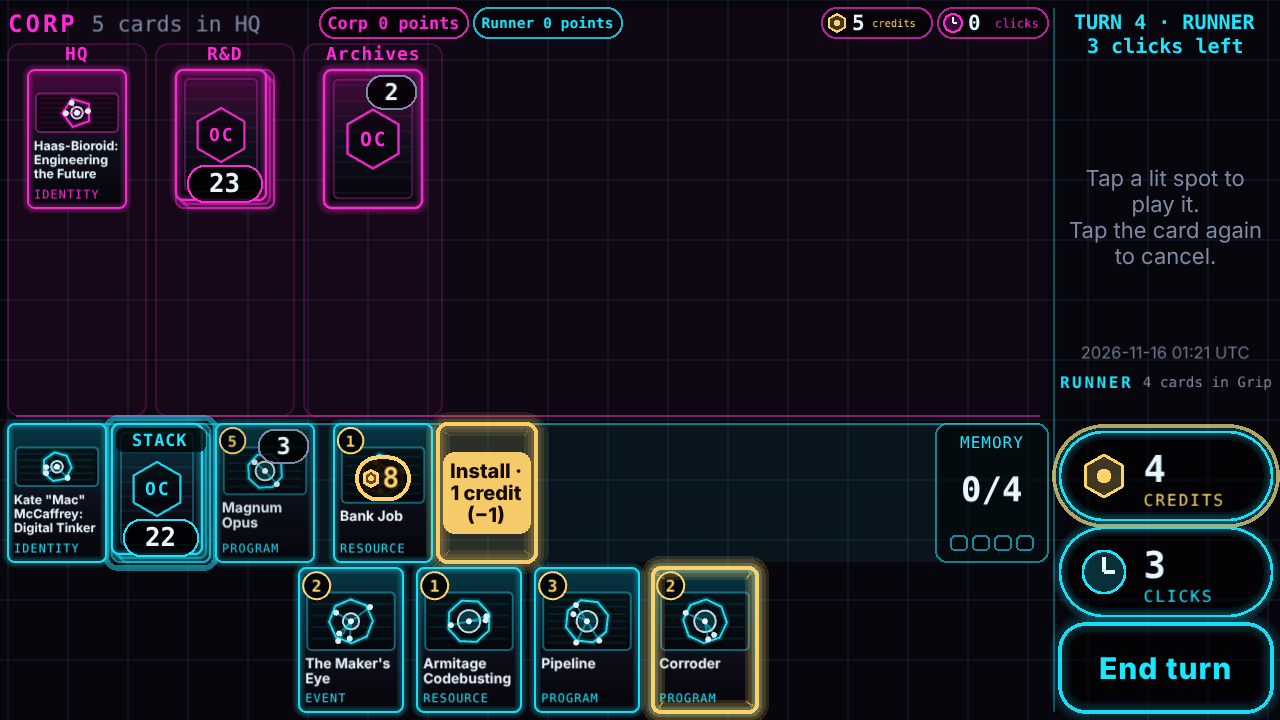 CORP 5 cards in HQ
Corp 0 points
Runner 0 points
5 credits
0 clicks
TURN 4 · RUNNER
3 clicks left
HQ
R&D
Archives
Haas-Bioroid:
Engineering
the Future
IDENTITY
OC
23
2
OC
Tap a lit spot to
play it.
Tap the card again
to cancel.
2026-11-16 01:21 UTC
RUNNER 4 cards in Grip
Kate "Mac"
McCaffrey:
Digital Tinker
IDENTITY
STACK
OC
22
5
3
Magnum
Opus
PROGRAM
1
8
Bank Job
RESOURCE
Install ·
1 credit
(−1)
MEMORY
0/4
4
CREDITS
3
CLICKS
End turn
2
The Maker's
Eye
EVENT
1
Armitage
Codebusting
RESOURCE
3
Pipeline
PROGRAM
2
Corroder
PROGRAM